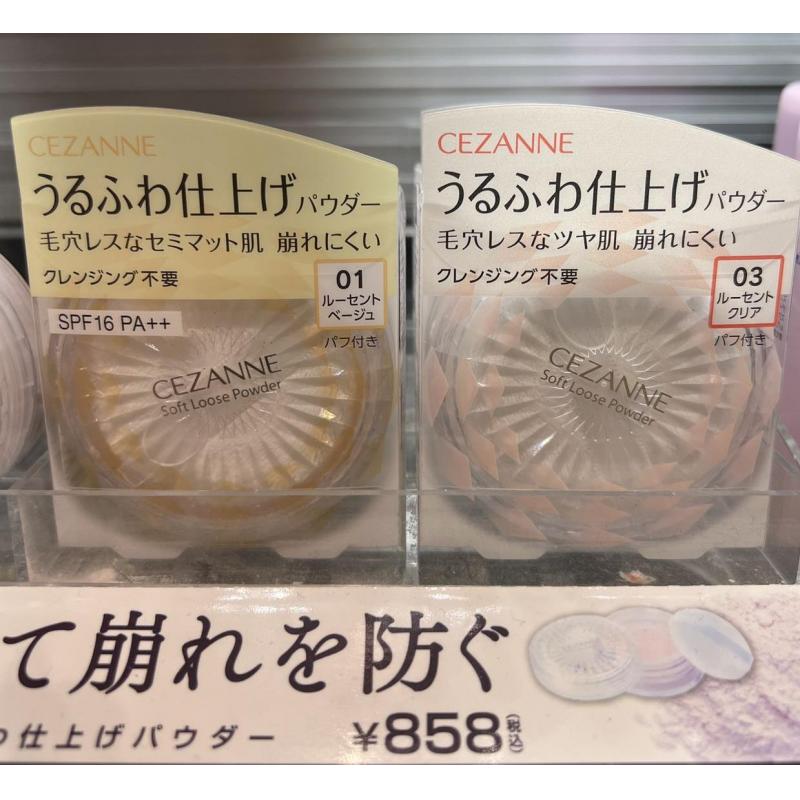 CEZANNE
うるふわ仕上げパウダー
毛穴レスなセミマット肌 崩れにくい
クレンジング不要
01
ルーセント
ベージュ
SPF16 PA++
パフ付き
CEZANNE
Soft Loose Powder
CEZANNE
うるふわ仕上げパウダー
毛穴レスなツヤ肌 崩れにくい
クレンジング不要
03
ルーセント
クリア
パフ付き
CEZANNE
Soft Loose Powder
て崩れを防ぐ
わ仕上げパウダー ¥858(税込)